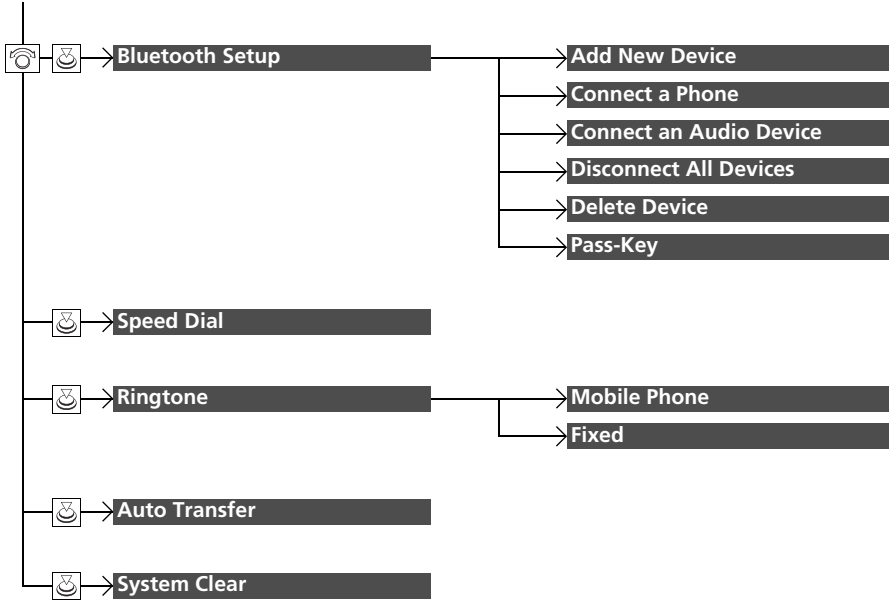 Bluetooth Setup
Add New Device
Connect a Phone
Connect an Audio Device
Disconnect All Devices
Delete Device
Pass-Key
Speed Dial
Ringtone
Mobile Phone
Fixed
Auto Transfer
System Clear